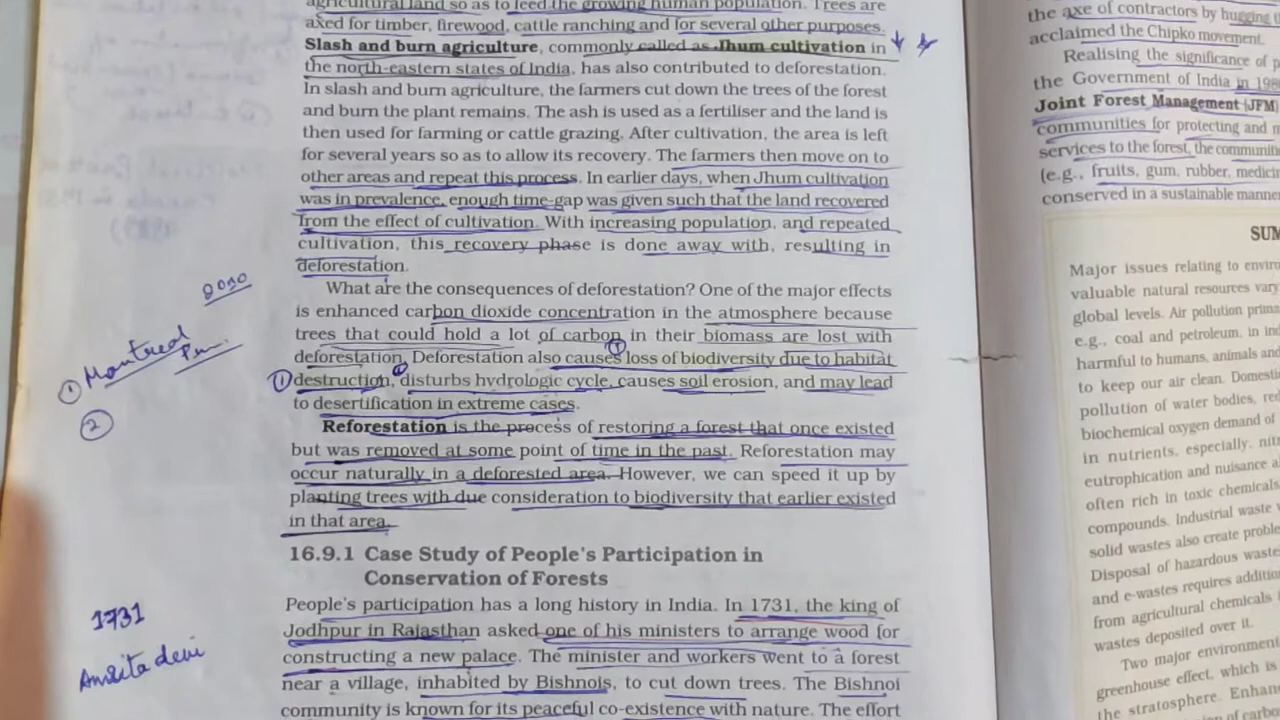 agricultural land so as to feed the growing human population. Trees are
axed for timber, firewood, cattle ranching and for several other purposes.
Slash and burn agriculture, commonly called as Jhum cultivation in
the north-eastern states of India, has also contributed to deforestation.
In slash and burn agriculture, the farmers cut down the trees of the forest
and burn the plant remains. The ash is used as a fertiliser and the land is
then used for farming or cattle grazing. After cultivation, the area is left
for several years so as to allow its recovery. The farmers then move on to
other areas and repeat this process. In earlier days, when Jhum cultivation
was in prevalence, enough time-gap was given such that the land recovered
from the effect of cultivation. With increasing population, and repeated
cultivation, this recovery phase is done away with, resulting in
deforestation.
What are the consequences of deforestation? One of the major effects
is enhanced carbon dioxide concentration in the atmosphere because
trees that could hold a lot of carbon in their biomass are lost with
deforestation. Deforestation also causes loss of biodiversity due to habitat
destruction, disturbs hydrologic cycle, causes soil erosion, and may lead
to desertification in extreme cases.
Reforestation is the process of restoring a forest that once existed
but was removed at some point of time in the past. Reforestation may
occur naturally in a deforested area. However, we can speed it up by
planting trees with due consideration to biodiversity that earlier existed
in that area.
16.9.1 Case Study of People's Participation in
Conservation of Forests
People's participation has a long history in India. In 1731, the king of
Jodhpur in Rajasthan asked one of his ministers to arrange wood for
constructing a new palace. The minister and workers went to a forest
near a village, inhabited by Bishnois, to cut down trees. The Bishnoi
community is known for its peaceful co-existence with nature. The effort
① Montreal
②
1731
Amrita devi
the axe of contractors by hugging
acclaimed the Chipko movement.
Realising the significance of
the Government of India in
Joint Forest Management (JFM)
communities for protecting and
services to the forest, the
(e.g., fruits, gum, rubber,
conserved in a sustainable
Major issues relating to
valuable natural resources vary
global levels. Air pollution
e.g., coal and petroleum, in
harmful to humans, animals and
to keep our air clean.
pollution of water bodies,
biochemical oxygen demand of
in nutrients, especially,
eutrophication and nuisance
often rich in toxic chemicals
compounds. Industrial waste
solid wastes also create
Disposal of hazardous
and e-wastes requires
from agricultural chemicals
wastes deposited over it.
Two major
greenhouse effect, which is
the stratosphere.
of